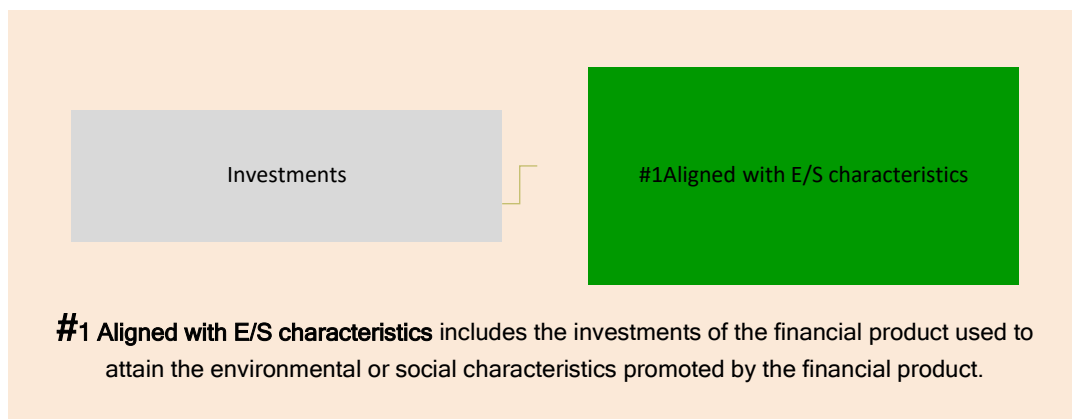 Investments
#1Aligned with E/S characteristics
#1 Aligned with E/S characteristics includes the investments of the financial product used to
attain the environmental or social characteristics promoted by the financial product.